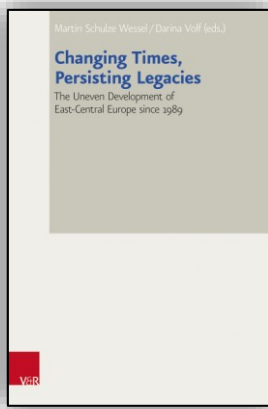 Martin Schulze Wessel / Darina Volf (eds.)
Changing Times,
Persisting Legacies
The Uneven Development of
East-Central Europe since 1989
V&R